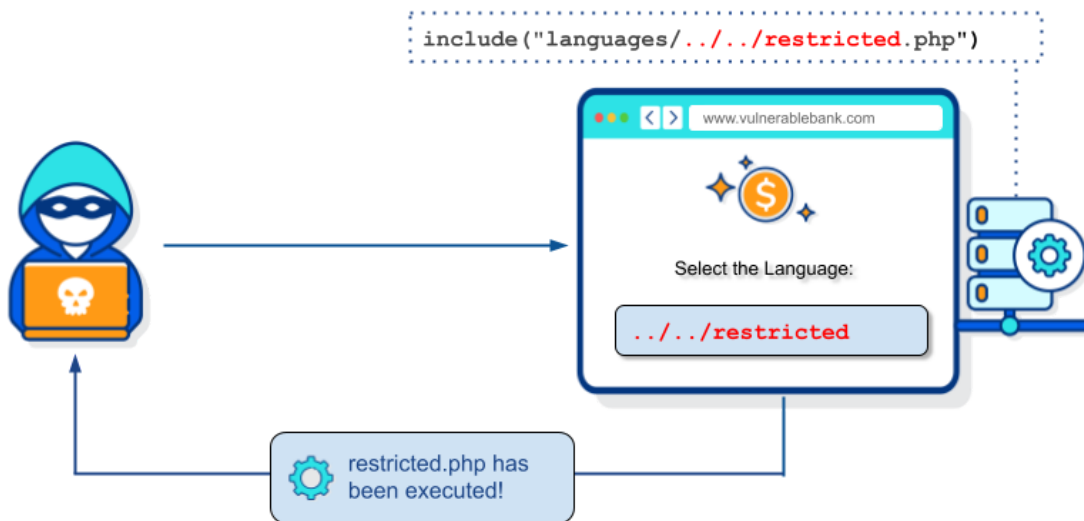 include("languages/../../restricted.php")
www.vulnerablebank.com
$
Select the Language:
../../restricted
restricted.php has
been executed!